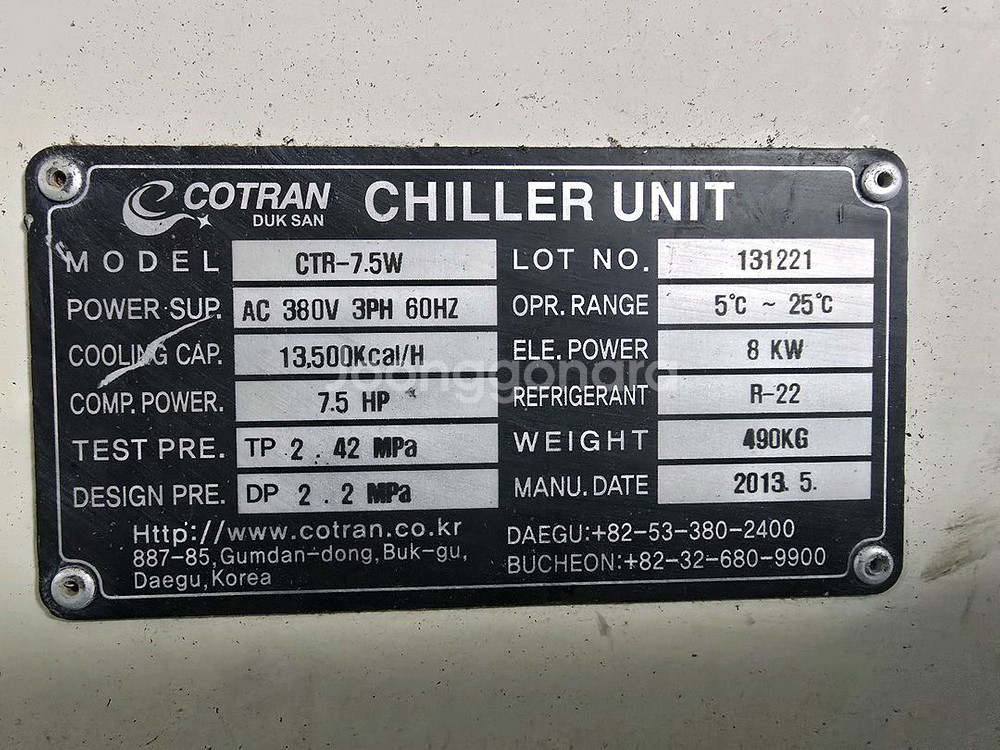 COTRAN
DUK SAN
CHILLER UNIT
MODEL CTR-7.5W LOT NO. 131221
POWER SUP. AC 380V 3PH 60HZ OPR. RANGE 5℃ ~ 25℃
COOLING CAP. 13,500Kcal/H ELE. POWER 8 KW
COMP. POWER. 7.5 HP REFRIGERANT R-22
TEST PRE. TP 2.42 MPa WEIGHT 490KG
DESIGN PRE. DP 2.2 MPa MANU. DATE 2013. 5.
Http://www.cotran.co.kr DAEGU:+82-53-380-2400
887-85,Gumdan-dong,Buk-gu, BUCHEON:+82-32-680-9900
Daegu,Korea